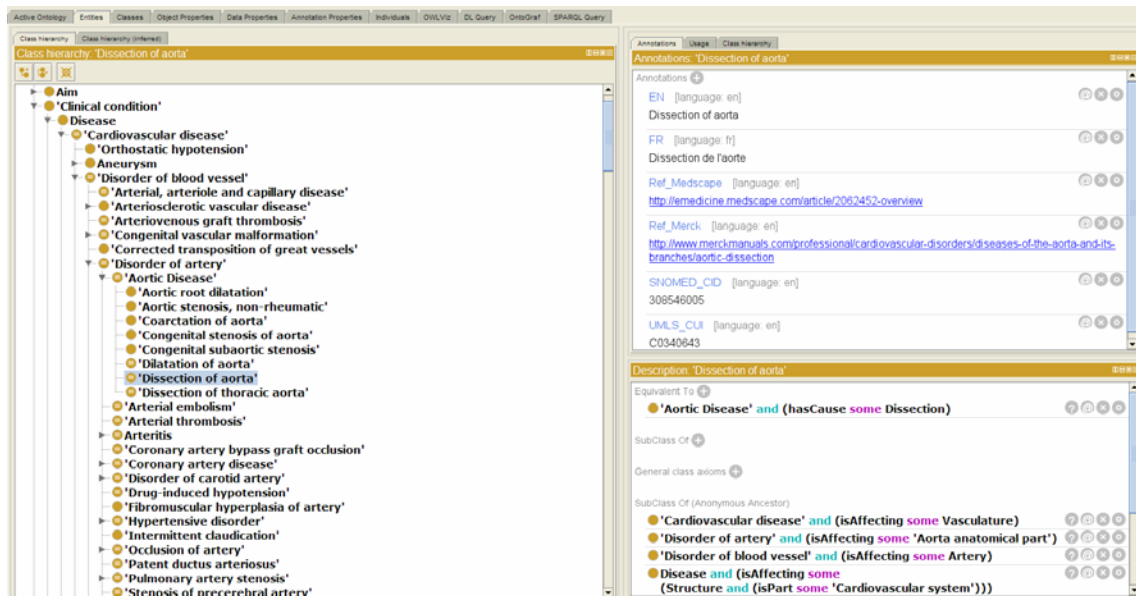 Active Ontology Entities Classes Object Properties Data Properties Annotation Properties Individuals OWLViz DL Query OntoGraf SPARQL Query
Class hierarchy Class hierarchy (inferred)
Class hierarchy: 'Dissection of aorta'
Aim
'Clinical condition'
Disease
'Cardiovascular disease'
'Orthostatic hypotension'
Aneurysm
'Disorder of blood vessel'
'Arterial, arteriole and capillary disease'
'Arteriosclerotic vascular disease'
'Arteriovenous graft thrombosis'
'Congenital vascular malformation'
'Corrected transposition of great vessels'
'Disorder of artery'
'Aortic Disease'
'Aortic root dilatation'
'Aortic stenosis, non-rheumatic'
'Coarctation of aorta'
'Congenital stenosis of aorta'
'Congenital subaortic stenosis'
'Dilatation of aorta'
'Dissection of aorta'
'Dissection of thoracic aorta'
'Arterial embolism'
'Arterial thrombosis'
Arteritis
'Coronary artery bypass graft occlusion'
'Coronary artery disease'
'Disorder of carotid artery'
'Drug-induced hypotension'
'Fibromuscular hyperplasia of artery'
'Hypertensive disorder'
'Intermittent claudication'
'Occlusion of artery'
'Patent ductus arteriosus'
'Pulmonary artery stenosis'
'Stenosis of precerebral artery'
Annotations Usage Class hierarchy
Annotations: 'Dissection of aorta'
Annotations
EN [language: en]
Dissection of aorta
FR [language: fr]
Dissection de l'aorte
Ref_Medscape [language: en]
http://emedicine.medscape.com/article/2062452-overview
Ref_Merck [language: en]
http://www.merckmanuals.com/professional/cardiovascular-disorders/diseases-of-the-aorta-and-its-
branches/aortic-dissection
SNOMED_CID [language: en]
308546005
UMLS_CUI [language: en]
C0340643
Description: 'Dissection of aorta'
Equivalent To
'Aortic Disease' and (hasCause some Dissection)
SubClass Of
General class axioms
SubClass Of (Anonymous Ancestor)
'Cardiovascular disease' and (isAffecting some Vasculature)
'Disorder of artery' and (isAffecting some 'Aorta anatomical part')
'Disorder of blood vessel' and (isAffecting some Artery)
Disease and (isAffecting some
(Structure and (isPart some 'Cardiovascular system')))